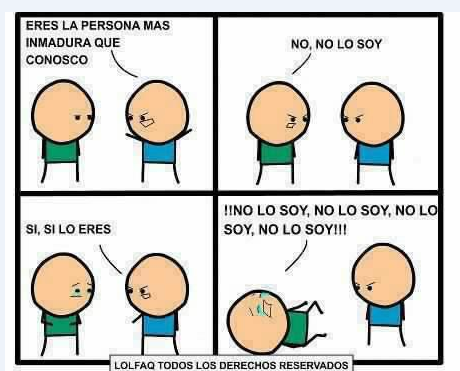 ERES LA PERSONA MAS
INMADURA QUE
CONOSCO
NO, NO LO SOY
SI, SI LO ERES
!!NO LO SOY, NO LO SOY, NO LO
SOY, NO LO SOY!!!
LOLFAQ TODOS LOS DERECHOS RESERVADOS